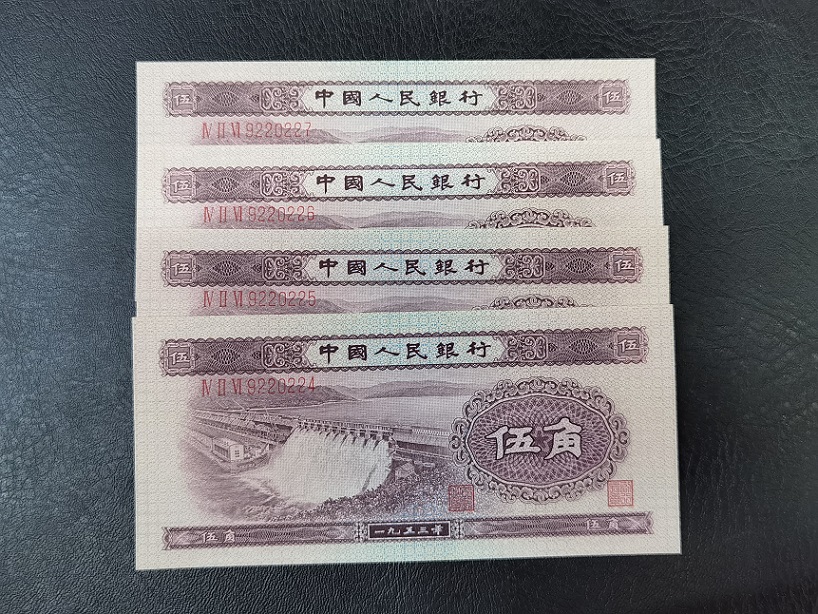 伍 中國人民銀行 伍
Ⅳ Ⅱ Ⅵ 9220227
伍 中國人民銀行 伍
Ⅳ Ⅱ Ⅵ 9220226
伍 中國人民銀行 伍
Ⅳ Ⅱ Ⅵ 9220225
伍 中國人民銀行 伍
Ⅳ Ⅱ Ⅵ 9220224
伍角
伍角 一九五三年 伍角